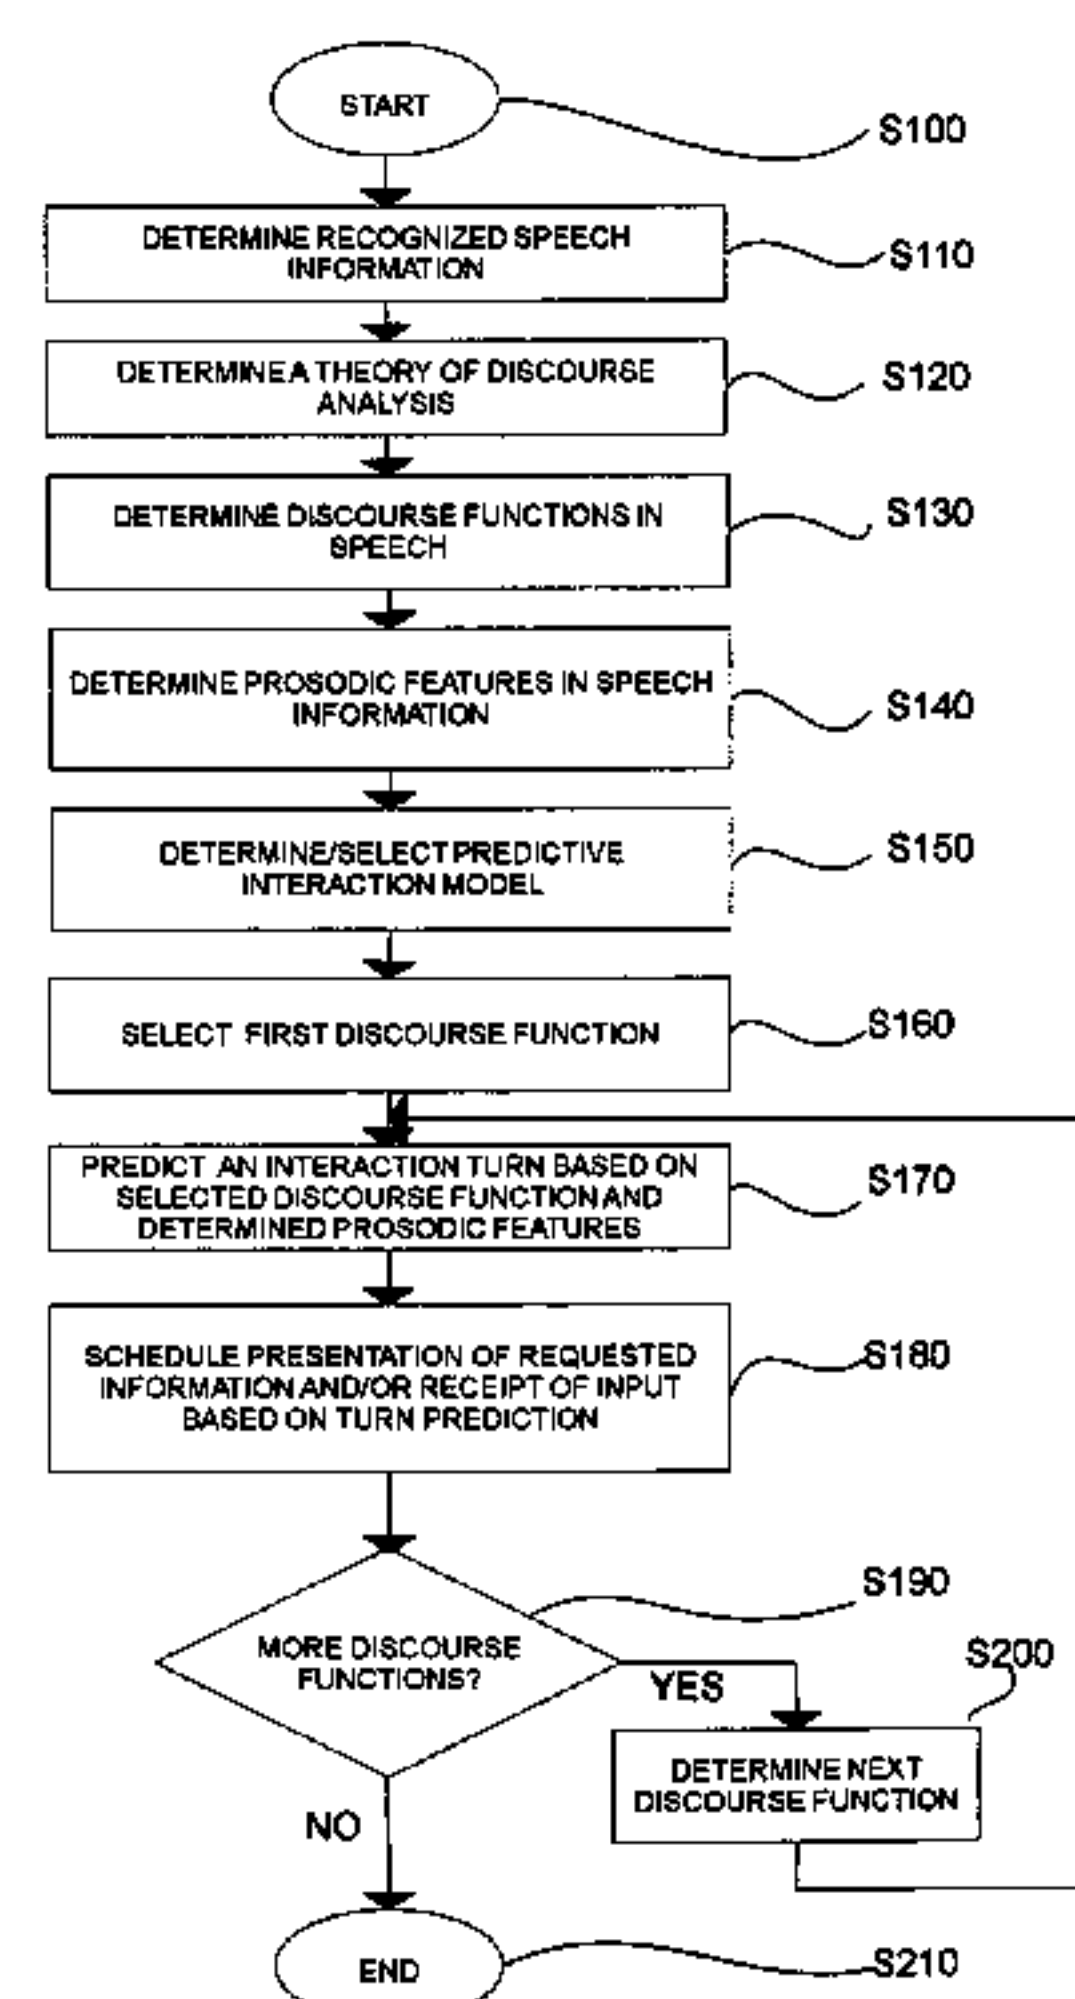 START
S100
DETERMINE RECOGNIZED SPEECH
INFORMATION
S110
DETERMINE A THEORY OF DISCOURSE
ANALYSIS
S120
DETERMINE DISCOURSE FUNCTIONS IN
SPEECH
S130
DETERMINE PROSODIC FEATURES IN SPEECH
INFORMATION
S140
DETERMINE/SELECT PREDICTIVE
INTERACTION MODEL
S150
SELECT FIRST DISCOURSE FUNCTION
S160
PREDICT AN INTERACTION TURN BASED ON
SELECTED DISCOURSE FUNCTION AND
DETERMINED PROSODIC FEATURES
S170
SCHEDULE PRESENTATION OF REQUESTED
INFORMATION AND/OR RECEIPT OF INPUT
BASED ON TURN PREDICTION
S180
MORE DISCOURSE
FUNCTIONS?
S190
YES
S200
DETERMINE NEXT
DISCOURSE FUNCTION
NO
END
S210